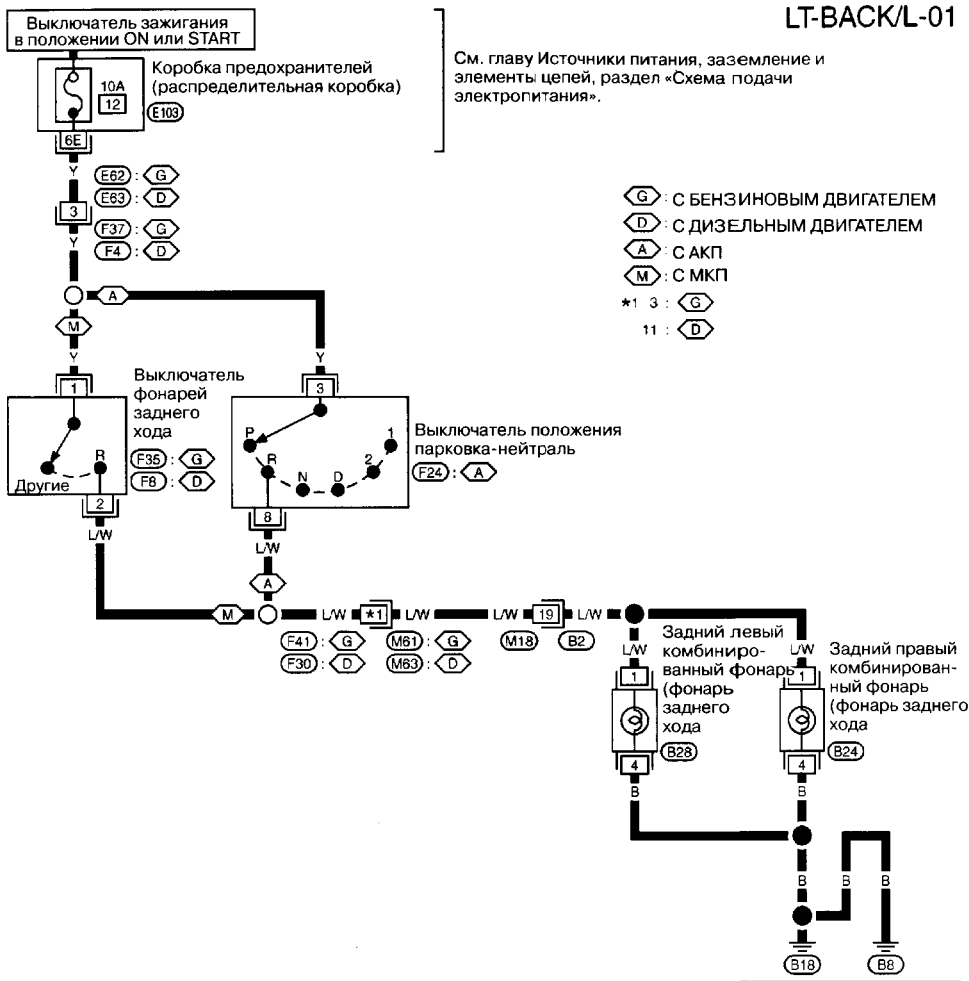 LT-BACK/L-01
Выключатель зажигания
в положении ON или START
Коробка предохранителей
(распределительная коробка)
10A
12
E103
6E
См. главу Источники питания, заземление и
элементы цепей, раздел «Схема подачи
электропитания».
Y
E62 : G
E63 : D
3
F37 : G
F4 : D
Y
G : С БЕНЗИНОВЫМ ДВИГАТЕЛЕМ
D : С ДИЗЕЛЬНЫМ ДВИГАТЕЛЕМ
A : С АКП
M : С МКП
*1 3 : G
11 : D
A
M
Y
Y
1
3
Выключатель
фонарей
заднего
хода
F35 : G
F8 : D
Другие
R
2
L/W
P
R
N
D
2
1
Выключатель положения
парковка-нейтраль
F24 : A
8
L/W
A
M
L/W
*1
L/W
L/W
19
L/W
F41 : G
F30 : D
M61 : G
M63 : D
M18
B2
L/W
L/W
Задний левый
комбиниро-
ванный фонарь
(фонарь
заднего
хода
B28
Задний правый
комбинирован-
ный фонарь
(фонарь заднего
хода
B24
1
1
4
4
B
B
B
B
B
B18
B8